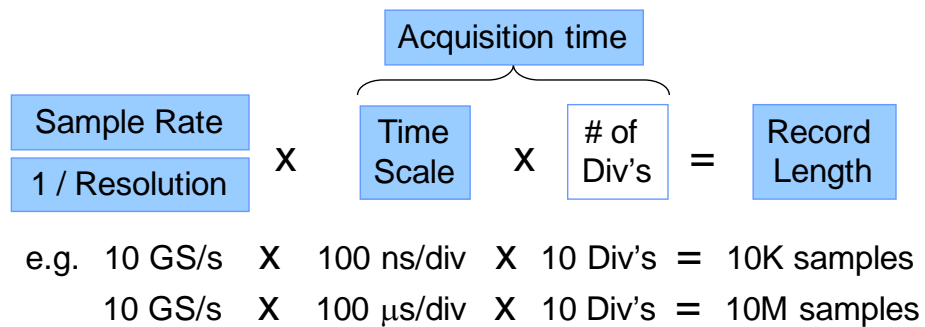 Acquisition time
Sample Rate
1 / Resolution
x
Time
Scale
x
# of
Div's
=
Record
Length
e.g. 10 GS/s x 100 ns/div x 10 Div's = 10K samples
10 GS/s x 100 μs/div x 10 Div's = 10M samples